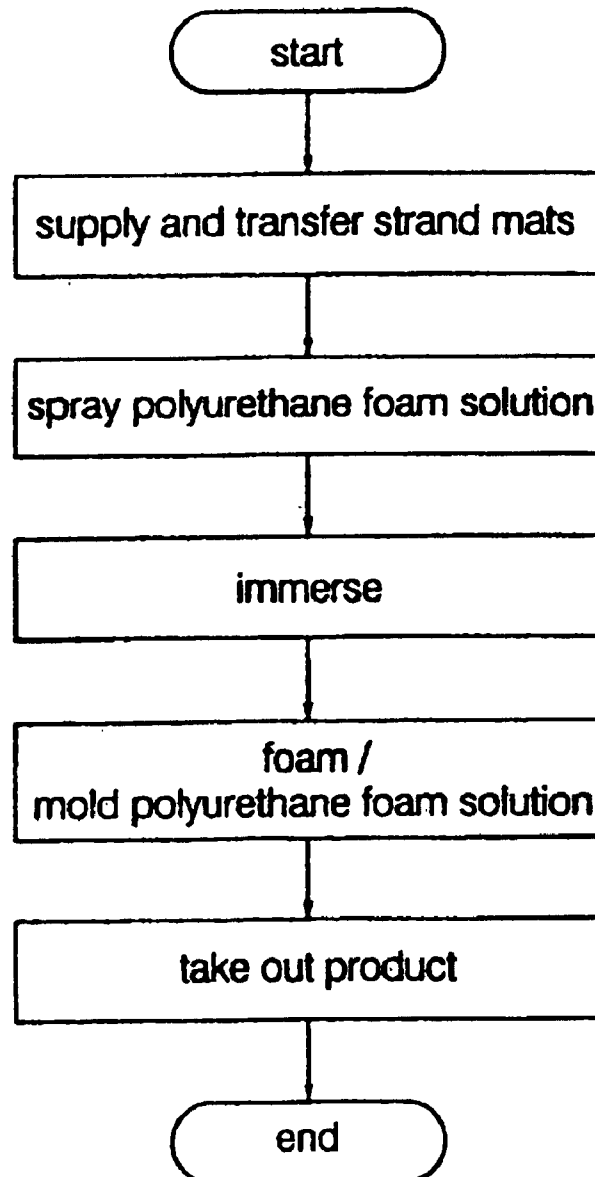 start
supply and transfer strand mats
spray polyurethane foam solution
immerse
foam /
mold polyurethane foam solution
take out product
end